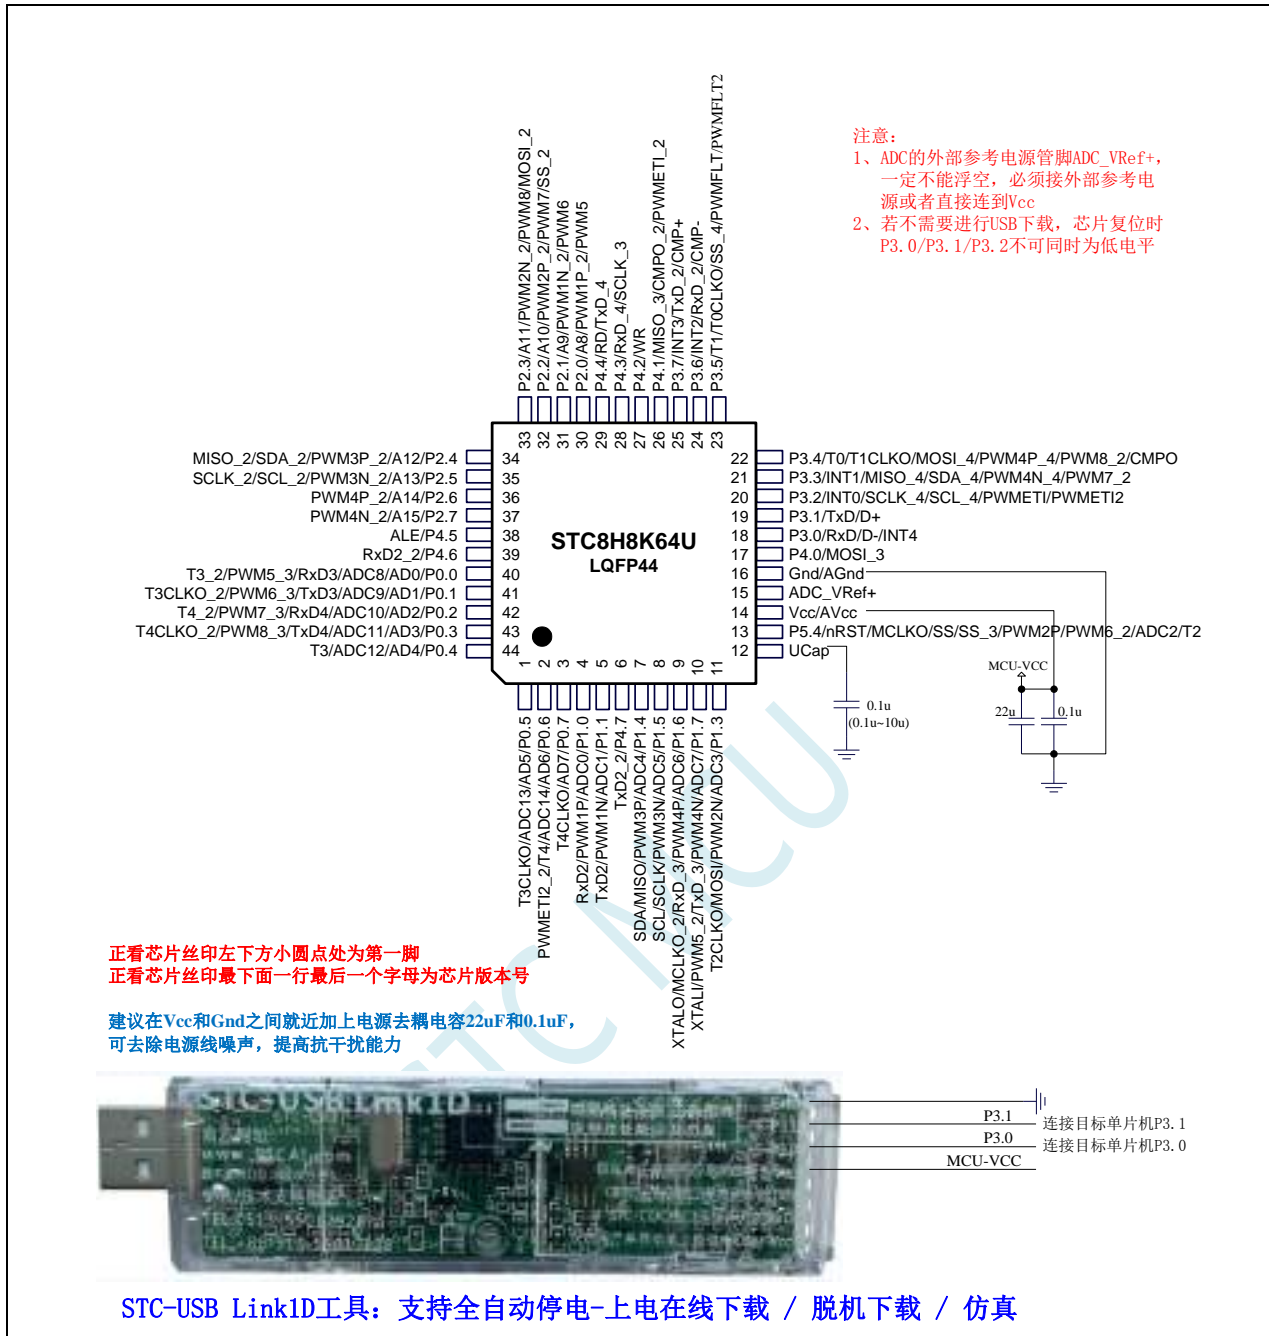 注意:
1、ADC的外部参考电源管脚ADC_VRef+,
一定不能浮空, 必须接外部参考电
源或者直接连到Vcc
2、若不需要进行USB下载, 芯片复位时
P3.0/P3.1/P3.2不可同时为低电平
P2.3/A11/PWM2N_2/PWM8/MOSI_2
P2.2/A10/PWM2P_2/PWM7/SS_2
P2.1/A9/PWM1N_2/PWM6
P2.0/A8/PWM1P_2/PWM5
P4.4/RD/TxD_4
P4.3/RxD_4/SCLK_3
P4.2/WR
P4.1/MISO_3/CMPO_2/PWMETI_2
P3.7/INT3/TxD_2/CMP+
P3.6/INT2/RxD_2/CMP-
P3.5/T1/T0CLKO/SS_4/PWMFLT/PWMFLT2
33 32 31 30 29 28 27 26 25 24 23
MISO_2/SDA_2/PWM3P_2/A12/P2.4 34
SCLK_2/SCL_2/PWM3N_2/A13/P2.5 35
PWM4P_2/A14/P2.6 36
PWM4N_2/A15/P2.7 37
ALE/P4.5 38
RxD2_2/P4.6 39
T3_2/PWM5_3/RxD3/ADC8/AD0/P0.0 40
T3CLKO_2/PWM6_3/TxD3/ADC9/AD1/P0.1 41
T4_2/PWM7_3/RxD4/ADC10/AD2/P0.2 42
T4CLKO_2/PWM8_3/TxD4/ADC11/AD3/P0.3 43
T3/ADC12/AD4/P0.4 44
STC8H8K64U
LQFP44
22 P3.4/T0/T1CLKO/MOSI_4/PWM4P_4/PWM8_2/CMPO
21 P3.3/INT1/MISO_4/SDA_4/PWM4N_4/PWM7_2
20 P3.2/INT0/SCLK_4/SCL_4/PWMETI/PWMETI2
19 P3.1/TxD/D+
18 P3.0/RxD/D-/INT4
17 P4.0/MOSI_3
16 Gnd/AGnd
15 ADC_VRef+
14 Vcc/AVcc
13 P5.4/nRST/MCLKO/SS/SS_3/PWM2P/PWM6_2/ADC2/T2
12 UCap
1 2 3 4 5 6 7 8 9 10 11
T3CLKO/ADC13/AD5/P0.5
PWMETI2_2/T4/ADC14/AD6/P0.6
T4CLKO/AD7/P0.7
RxD2/PWM1P/ADC0/P1.0
TxD2/PWM1N/ADC1/P1.1
TxD2_2/P4.7
SDA/MISO/PWM3P/ADC4/P1.4
SCL/SCLK/PWM3N/ADC5/P1.5
XTALO/MCLKO_2/RxD_3/PWM4P/ADC6/P1.6
XTALI/PWM5_2/TxD_3/PWM4N/ADC7/P1.7
T2CLKO/MOSI/PWM2N/ADC3/P1.3
0.1u
(0.1u~10u)
MCU-VCC
22u
0.1u
STC MCU
正看芯片丝印左下方小圆点处为第一脚
正看芯片丝印最下面一行最后一个字母为芯片版本号
建议在Vcc和Gnd之间就近加上电源去耦电容22uF和0.1uF,
可去除电源线噪声, 提高抗干扰能力
STC-USB Link1D
P3.1 连接目标单片机P3.1
P3.0 连接目标单片机P3.0
MCU-VCC
STC-USB Link1D工具: 支持全自动停电-上电在线下载 / 脱机下载 / 仿真